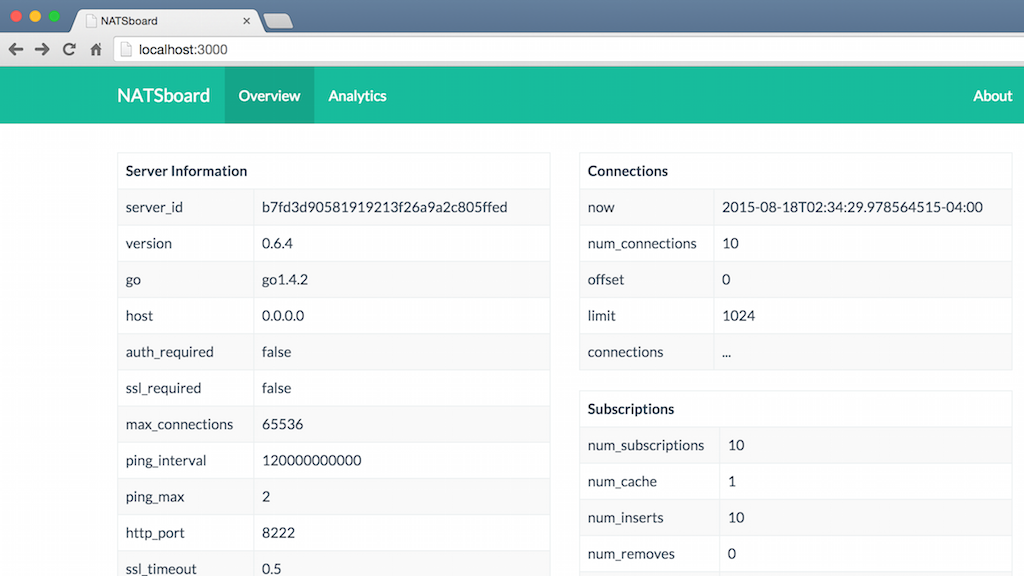 NATSboard
localhost:3000
NATSboard Overview Analytics About
Server Information
server_id b7fd3d90581919213f26a9a2c805ffed
version 0.6.4
go go1.4.2
host 0.0.0.0
auth_required false
ssl_required false
max_connections 65536
ping_interval 120000000000
ping_max 2
http_port 8222
ssl_timeout 0.5
Connections
now 2015-08-18T02:34:29.978564515-04:00
num_connections 10
offset 0
limit 1024
connections ...
Subscriptions
num_subscriptions 10
num_cache 1
num_inserts 10
num_removes 0